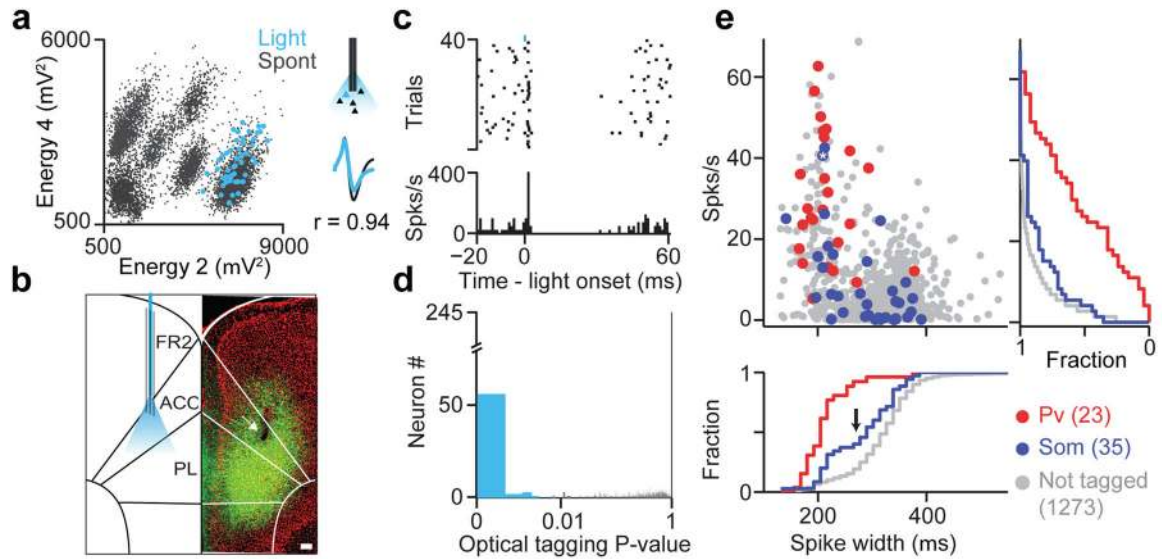 a
6000
Energy 4 (mV²)
500
500
9000
Energy 2 (mV²)
Light
Spont
r = 0.94
b
FR2
ACC
PL
c
40
Trials
400
Spks/s
0
−20
0
60
Time - light onset (ms)
d
245
Neuron #
50
0
0
0.01
1
Optical tagging P-value
e
60
40
20
0
Spks/s
1
0
Fraction
1
0
Fraction
200
400
Spike width (ms)
Pv (23)
Som (35)
Not tagged
(1273)